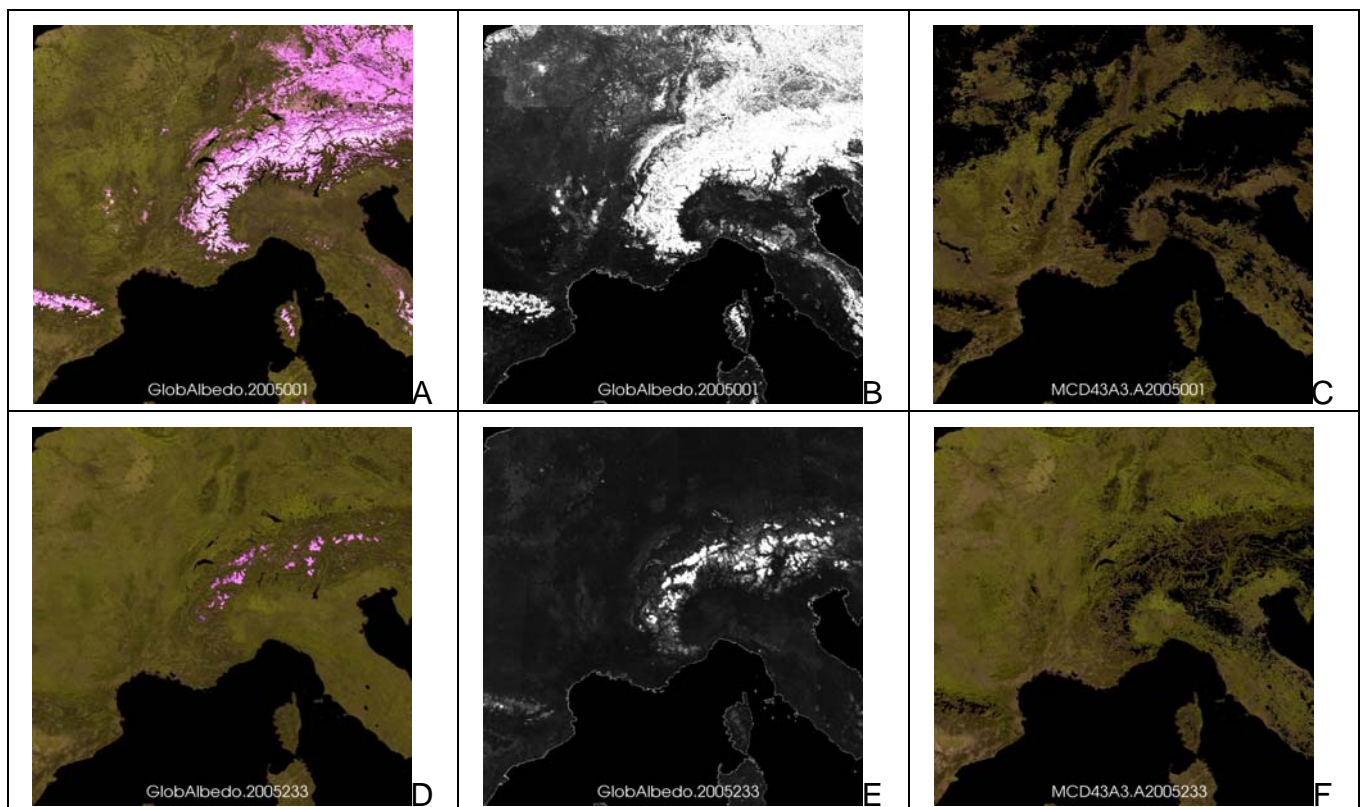 GlobAlbedo.2005001
A
GlobAlbedo.2005001
B
MCD43A3.A2005001
C
GlobAlbedo.2005233
D
GlobAlbedo.2005233
E
MCD43A3.A2005233
F